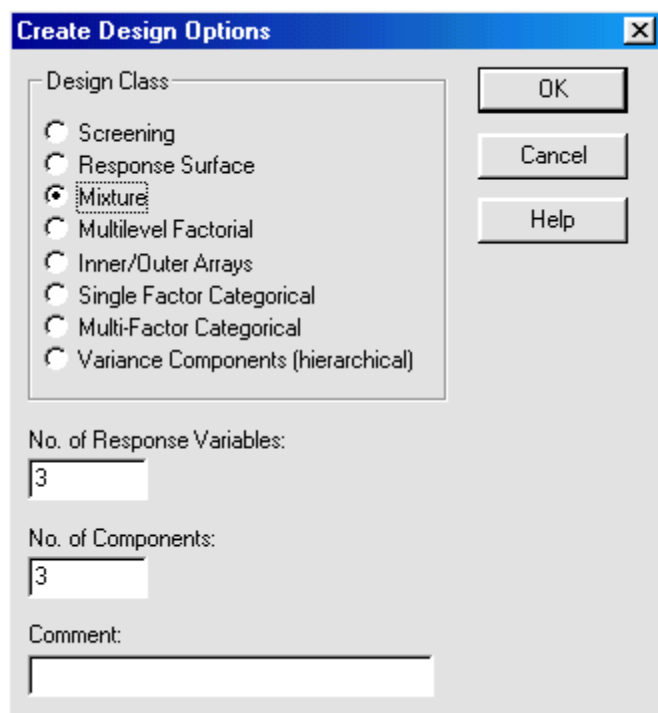 Create Design Options
Design Class
Screening
Response Surface
Mixture
Multilevel Factorial
Inner/Outer Arrays
Single Factor Categorical
Multi-Factor Categorical
Variance Components (hierarchical)
OK
Cancel
Help
No. of Response Variables:
3
No. of Components:
3
Comment: